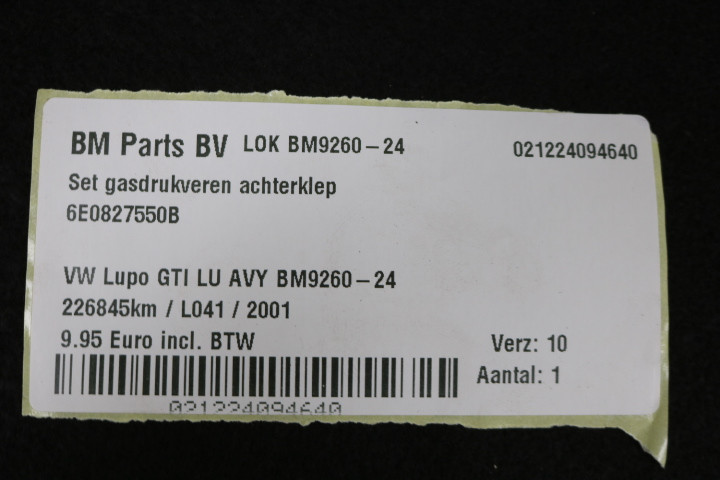 BM Parts BV LOK BM9260-24 021224094640
Set gasdrukveren achterklep
6E0827550B
VW Lupo GTI LU AVY BM9260-24
226845km / L041 / 2001
9.95 Euro incl. BTW Verz: 10
Aantal: 1
021224094640